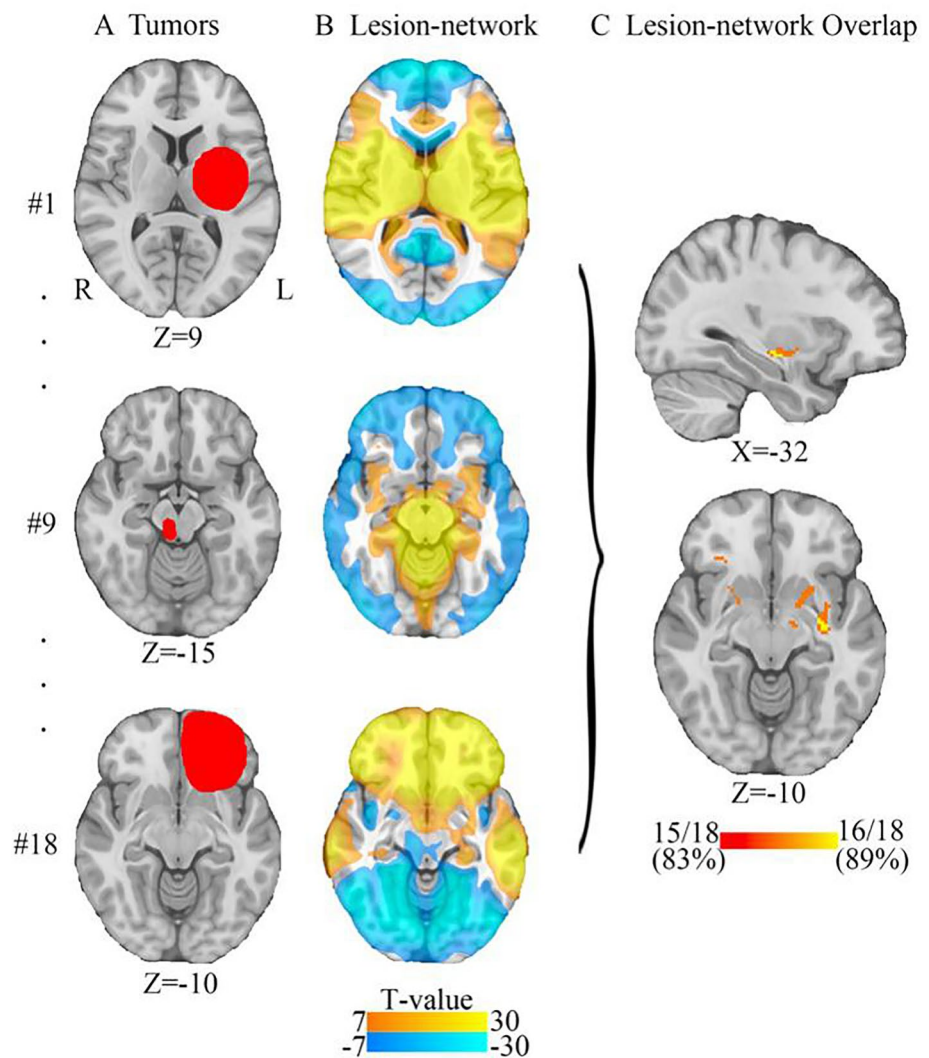 A Tumors
B Lesion-network
C Lesion-network Overlap
#1
R
L
Z=9
#9
Z=-15
#18
Z=-10
T-value
7 30
-7 -30
X=-32
Z=-10
15/18 16/18
(83%) (89%)